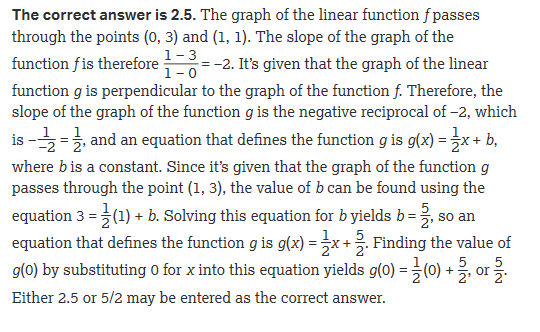 The correct answer is 2.5. The graph of the linear function f passes
through the points (0, 3) and (1, 1). The slope of the graph of the
function f is therefore \frac{1 − 3}{1 − 0} = −2. It’s given that the graph of the linear
function g is perpendicular to the graph of the function f. Therefore, the
slope of the graph of the function g is the negative reciprocal of −2, which
is −\frac{1}{−2} = \frac{1}{2}, and an equation that defines the function g is g(x) = \frac{1}{2}x + b,
where b is a constant. Since it’s given that the graph of the function g
passes through the point (1, 3), the value of b can be found using the
equation 3 = \frac{1}{2}(1) + b. Solving this equation for b yields b = \frac{5}{2}, so an
equation that defines the function g is g(x) = \frac{1}{2}x + \frac{5}{2}. Finding the value of
g(0) by substituting 0 for x into this equation yields g(0) = \frac{1}{2}(0) + \frac{5}{2}, or \frac{5}{2}.
Either 2.5 or 5/2 may be entered as the correct answer.